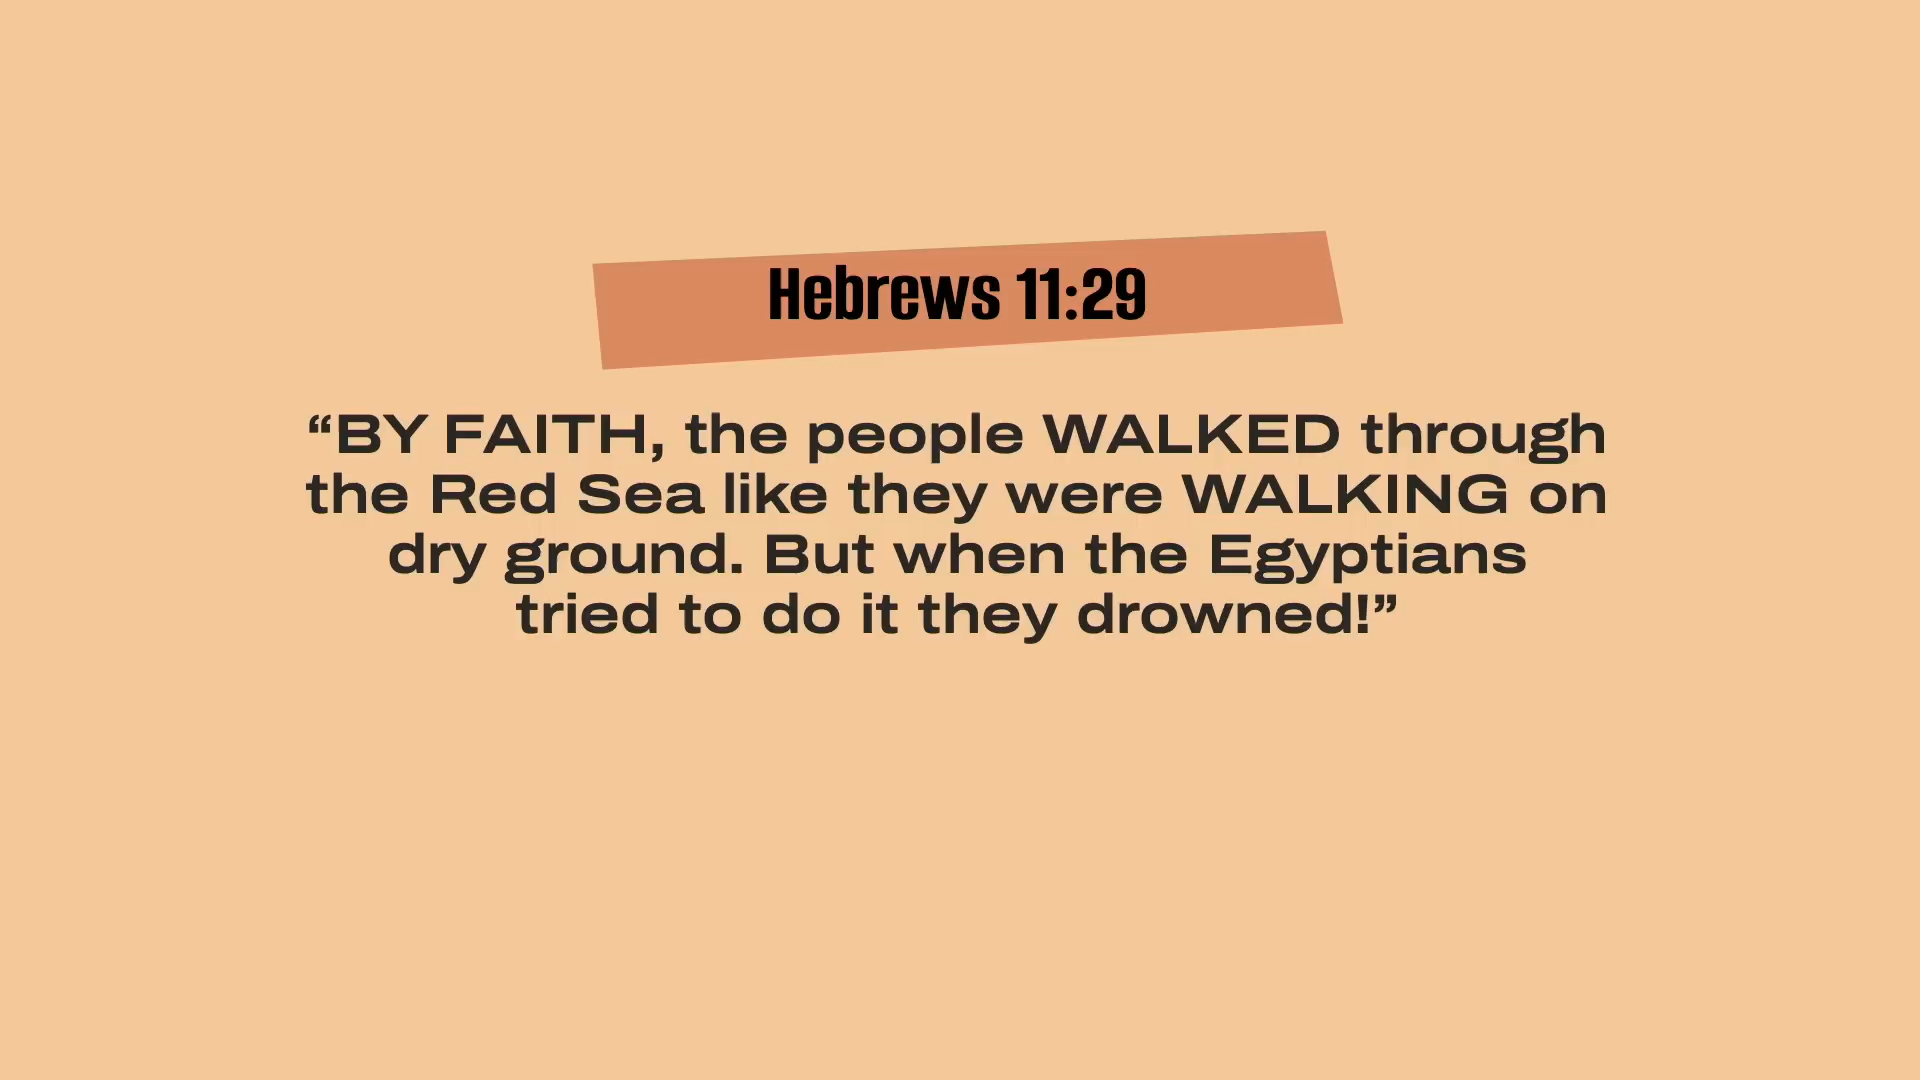 Hebrews 11:29
“BY FAITH, the people WALKED through
the Red Sea like they were WALKING on
dry ground. But when the Egyptians
tried to do it they drowned!”